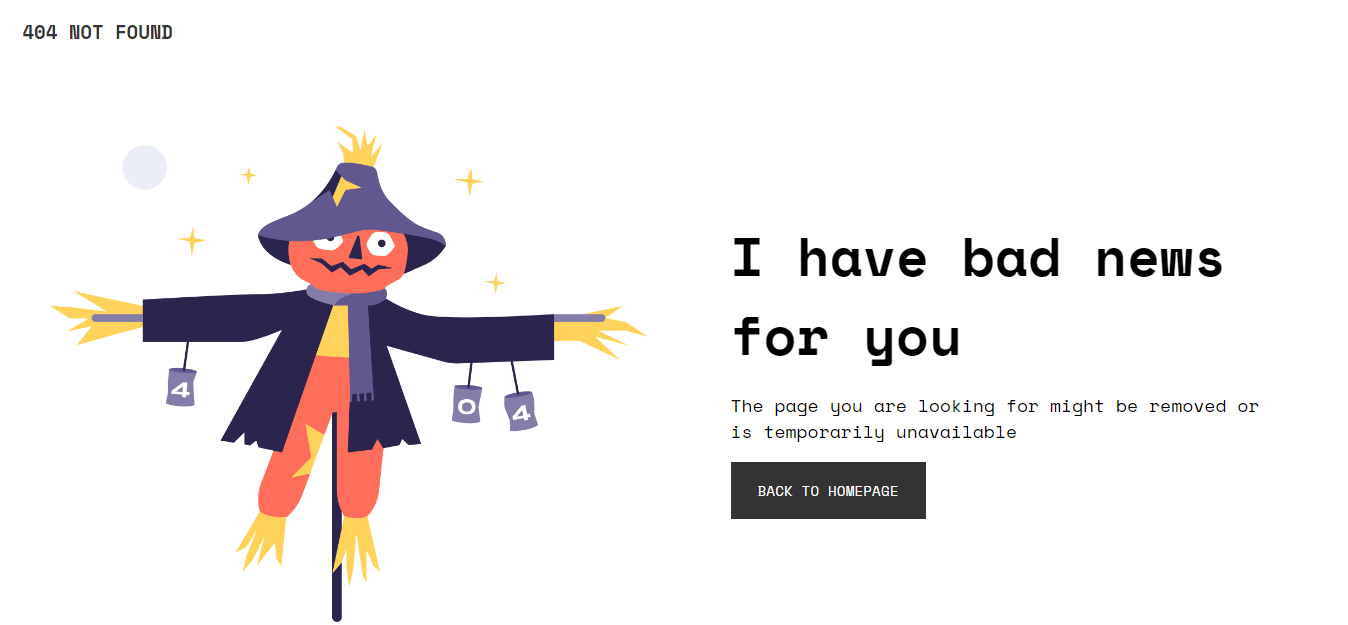 404 NOT FOUND
4
0
4
I have bad news
for you
The page you are looking for might be removed or
is temporarily unavailable
BACK TO HOMEPAGE